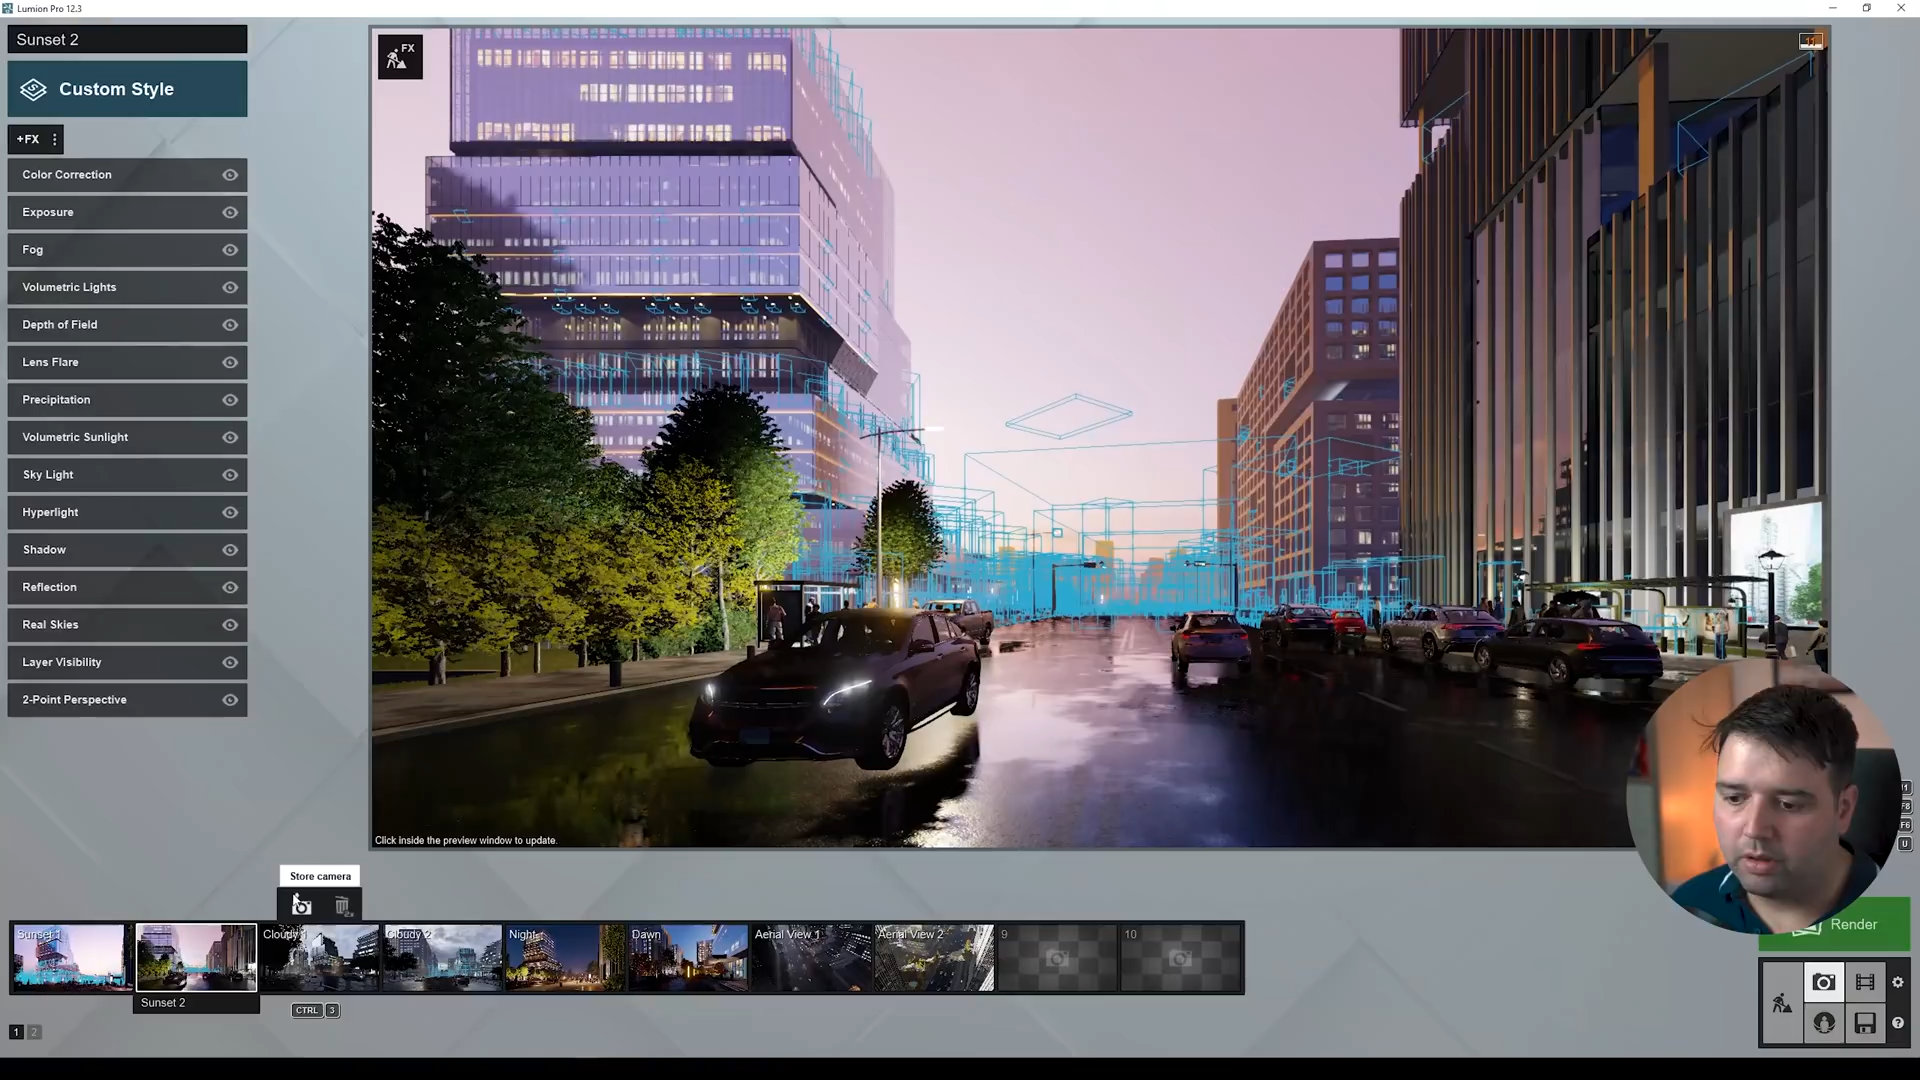 Lumion Pro 12.3
Sunset 2
Custom Style
+FX
Color Correction
Exposure
Fog
Volumetric Lights
Depth of Field
Lens Flare
Precipitation
Volumetric Sunlight
Sky Light
Hyperlight
Shadow
Reflection
Real Skies
Layer Visibility
2-Point Perspective
FX
11
Click inside the preview window to update.
Store camera
Sunset 1
Cloudy
Cloudy 2
Night
Dawn
Aerial View 1
Aerial View 2
9
10
Sunset 2
CTRL 3
1 2
F8
F6
U
Render
?